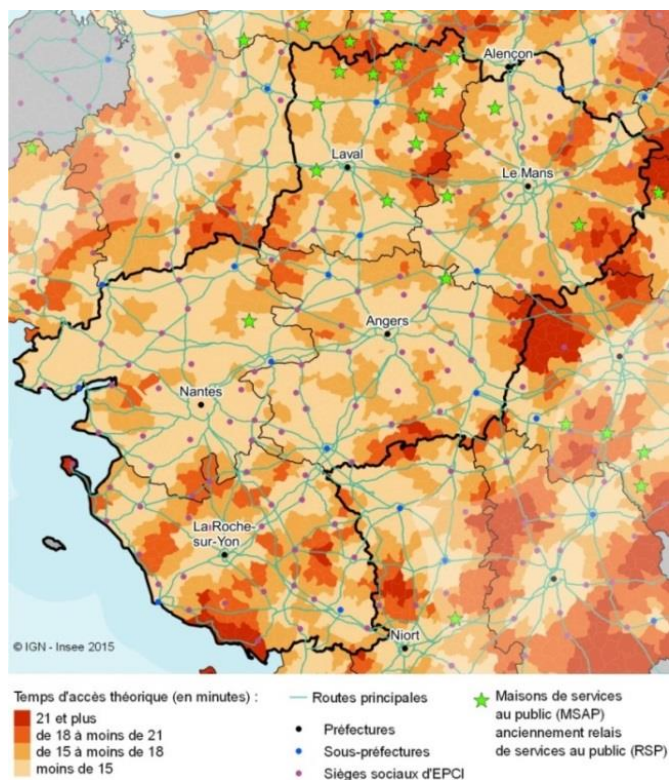 Alençon
Laval
Le Mans
Angers
Nantes
La Roche-
sur-Yon
Niort
© IGN - Insee 2015
Temps d'accès théorique (en minutes) :
21 et plus
de 18 à moins de 21
de 15 à moins de 18
moins de 15
Routes principales
Préfectures
Sous-préfectures
Sièges sociaux d'EPCI
Maisons de services
au public (MSAP)
anciennement relais
de services au public (RSP)